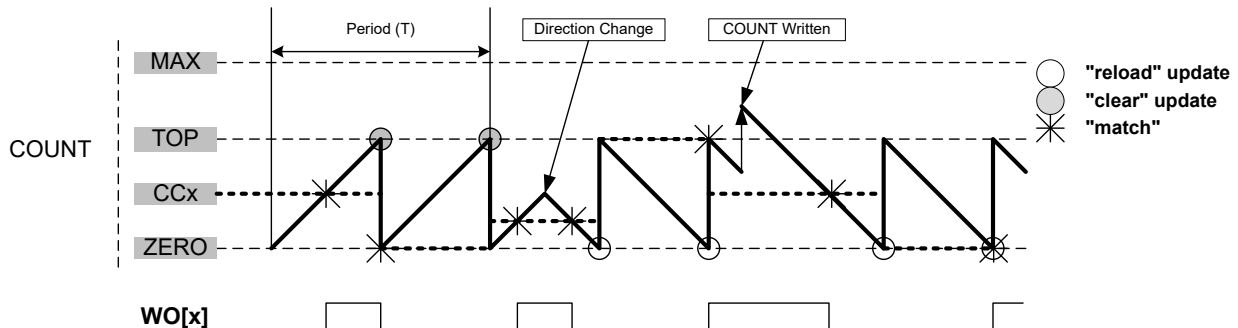 Period (T)
Direction Change
COUNT Written
MAX
"reload" update
"clear" update
TOP
"match"
COUNT
CCx
ZERO
WO[x]